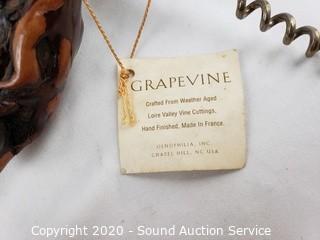 GRAPEVINE
Crafted From Weather Aged
Loire Valley Vine Cuttings,
Hand Finished, Made In France.
OENOPHILIA, INC.
CHAPEL HILL, NC USA
Copyright 2020 - Sound Auction Service